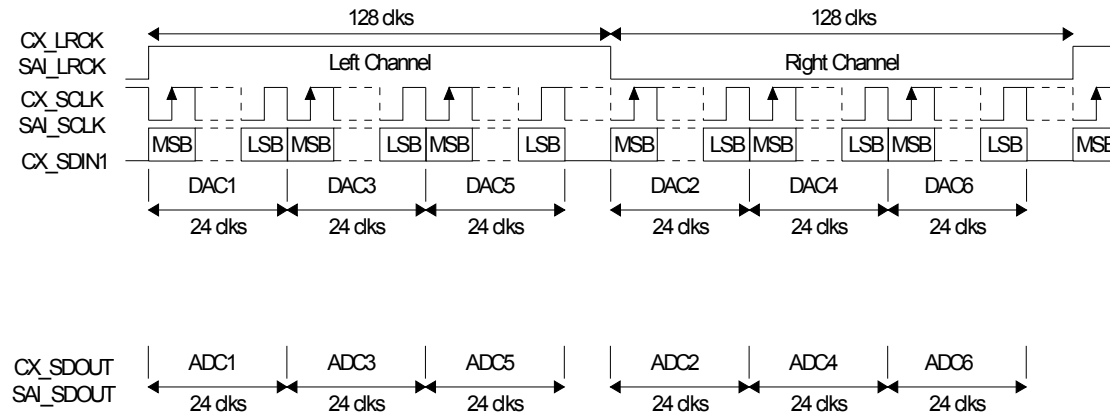 128 clks 128 clks
CX_LRCK
SAI_LRCK Left Channel Right Channel
CX_SCLK
SAI_SCLK
CX_SDIN1 MSB LSB MSB LSB MSB LSB MSB LSB MSB LSB MSB LSB MSB
DAC1 DAC3 DAC5 DAC2 DAC4 DAC6
24 clks 24 clks 24 clks 24 clks 24 clks 24 clks
CX_SDOUT ADC1 ADC3 ADC5 ADC2 ADC4 ADC6
SAI_SDOUT 24 clks 24 clks 24 clks 24 clks 24 clks 24 clks